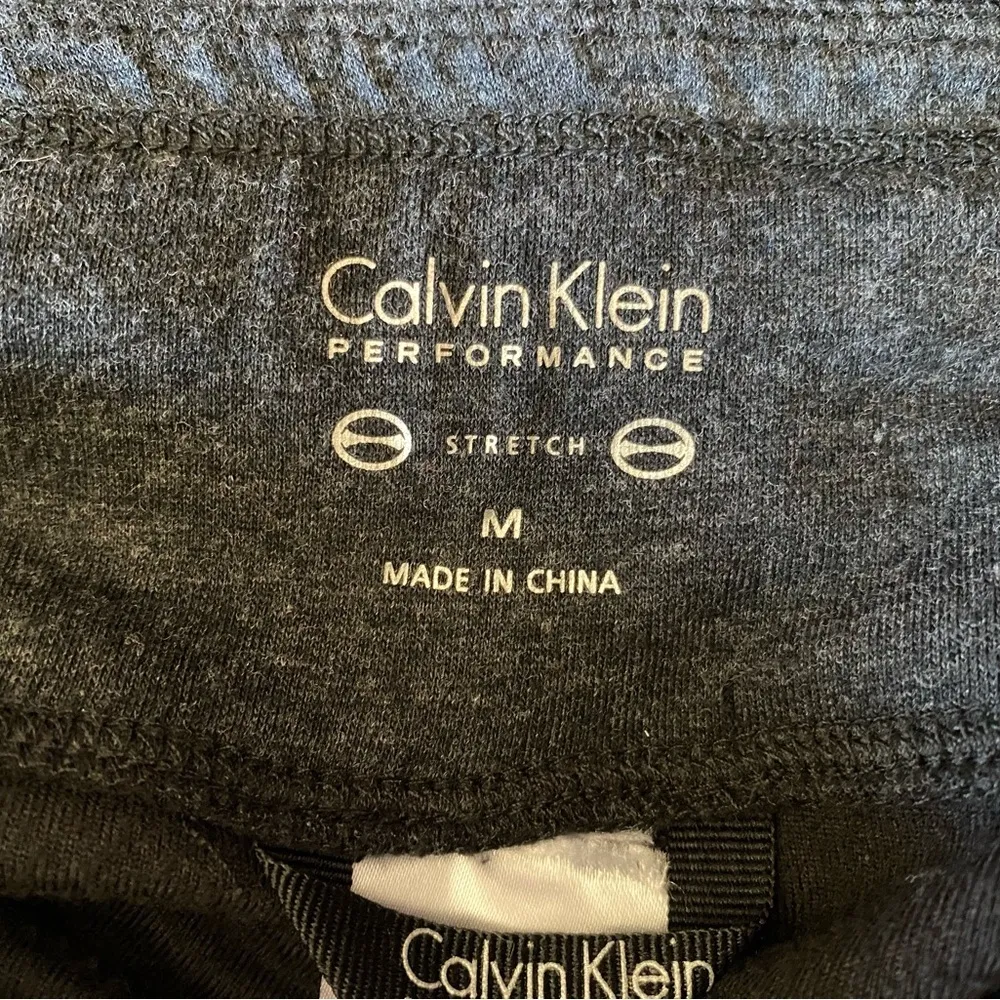 Calvin Klein
PERFORMANCE
STRETCH
M
MADE IN CHINA
Calvin Klein